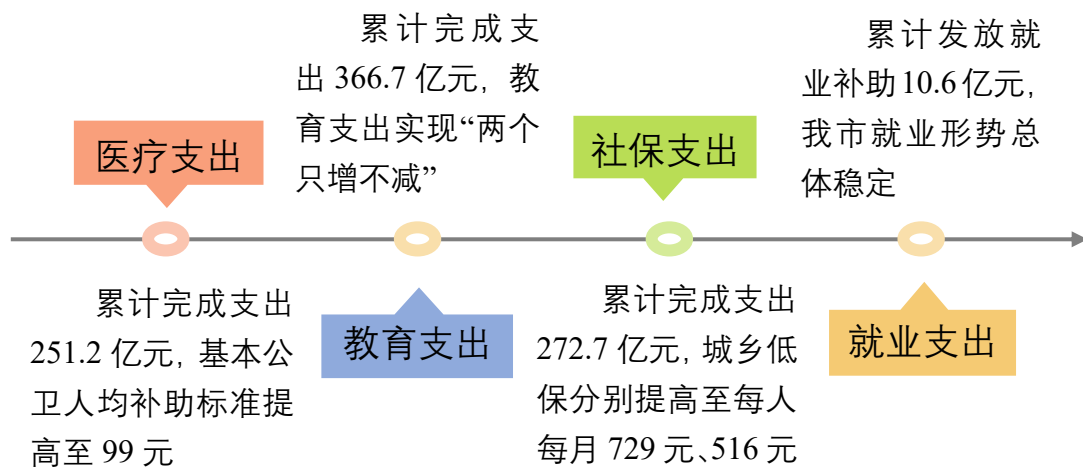 医疗支出
累计完成支出
251.2 亿元, 基本公
卫人均补助标准提
高至 99 元
累计完成支
出 366.7 亿元, 教
育支出实现“两个
只增不减”
教育支出
社保支出
累计完成支出
272.7 亿元, 城乡低
保分别提高至每人
每月 729 元、516 元
累计发放就
业补助 10.6 亿元,
我市就业形势总
体稳定
就业支出